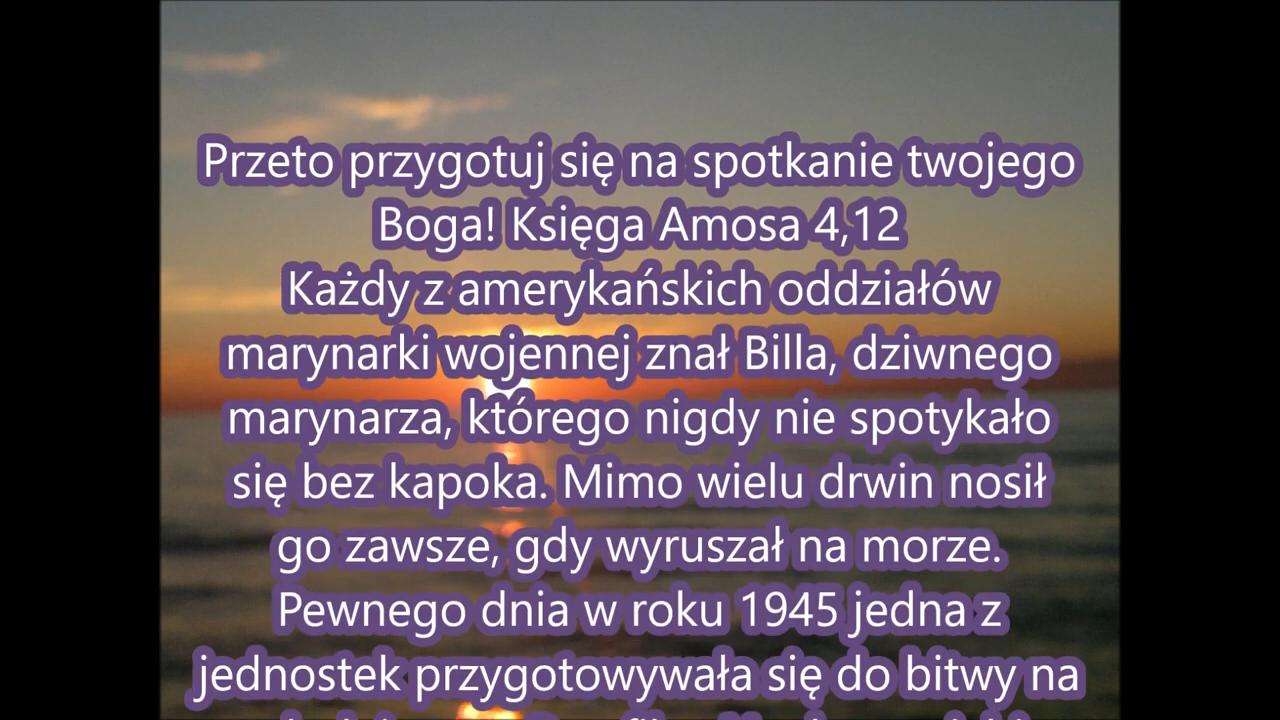 Przeto przygotuj się na spotkanie twojego
Boga! Księga Amosa 4,12
Każdy z amerykańskich oddziałów
marynarki wojennej znał Billa, dziwnego
marynarza, którego nigdy nie spotykało
się bez kapoka. Mimo wielu drwin nosił
go zawsze, gdy wyruszał na morze.
Pewnego dnia w roku 1945 jedna z
jednostek przygotowywała się do bitwy na